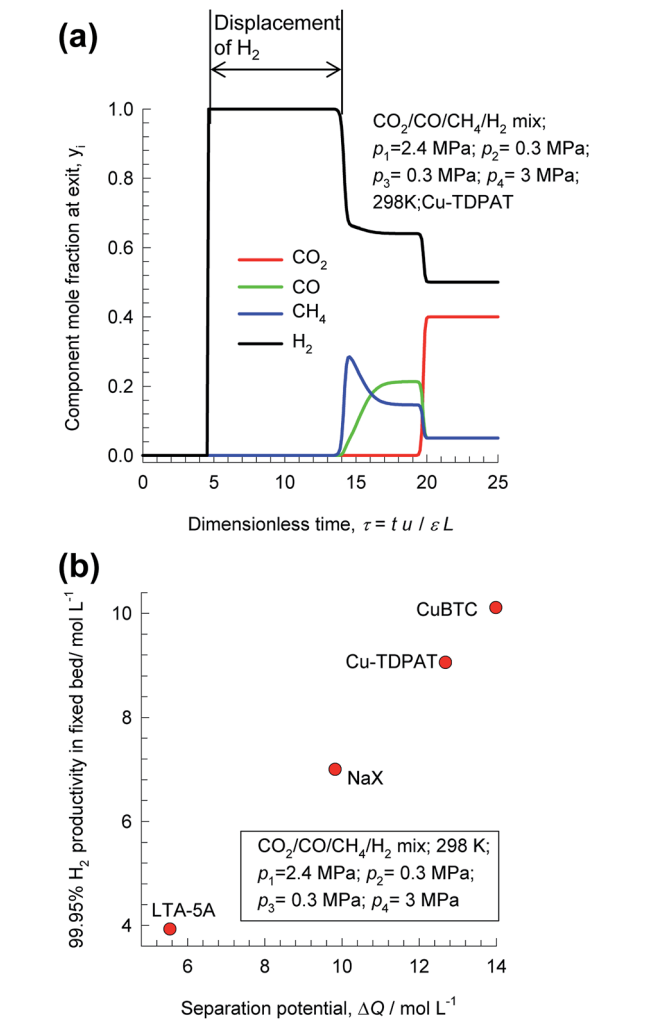 (a)
Displacement
of H₂
1.0
0.8
0.6
0.4
0.2
0.0
Component mole fraction at exit, yᵢ
CO₂/CO/CH₄/H₂ mix;
p₁=2.4 MPa; p₂= 0.3 MPa;
p₃= 0.3 MPa; p₄= 3 MPa;
298K;Cu-TDPAT
CO₂
CO
CH₄
H₂
0 5 10 15 20 25
Dimensionless time, τ = t u / ε L
(b)
99.95% H₂ productivity in fixed bed/ mol L⁻¹
10
8
6
4
CuBTC
Cu-TDPAT
NaX
LTA-5A
CO₂/CO/CH₄/H₂ mix; 298 K;
p₁=2.4 MPa; p₂= 0.3 MPa;
p₃= 0.3 MPa; p₄= 3 MPa
6 8 10 12 14
Separation potential, ΔQ / mol L⁻¹